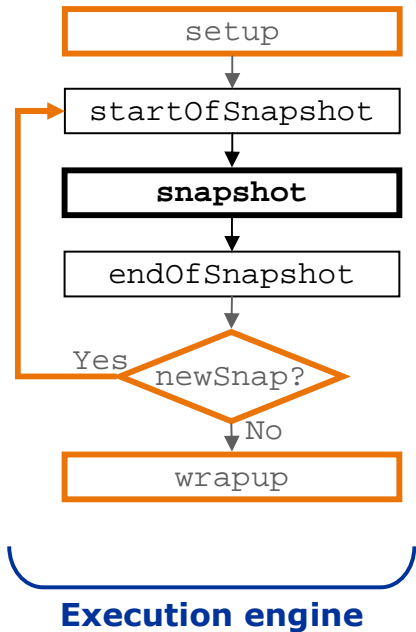 setup
startOfSnapshot
snapshot
endOfSnapshot
Yes
newSnap?
No
wrapup
Execution engine